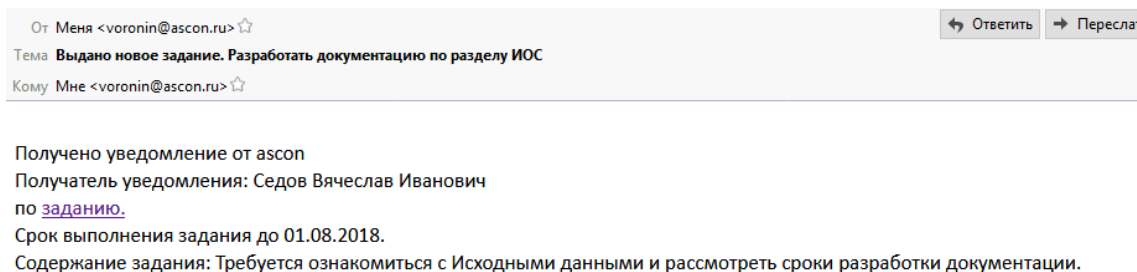 От Меня <voronin@ascon.ru>
Ответить
Тема Выдано новое задание. Разработать документацию по разделу ИОС
Кому Мне <voronin@ascon.ru>
Получено уведомление от ascon
Получатель уведомления: Седов Вячеслав Иванович
по заданию.
Срок выполнения задания до 01.08.2018.
Содержание задания: Требуется ознакомиться с Исходными данными и рассмотреть сроки разработки документации.